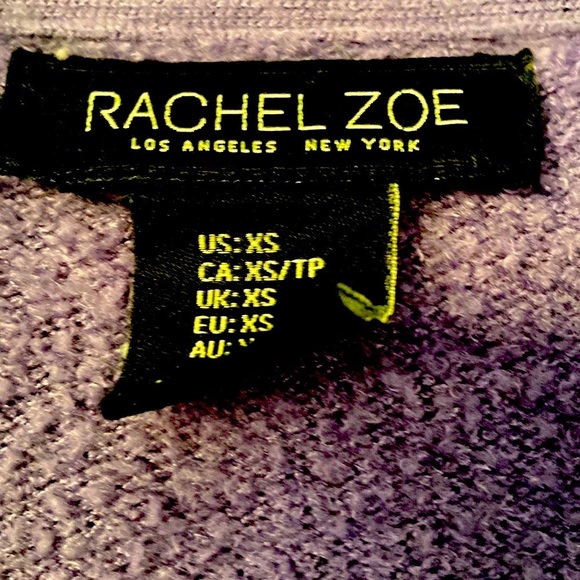 RACHEL ZOE
LOS ANGELES NEW YORK
US: XS
CA: XS/TP
UK: XS
EU: XS
AU: